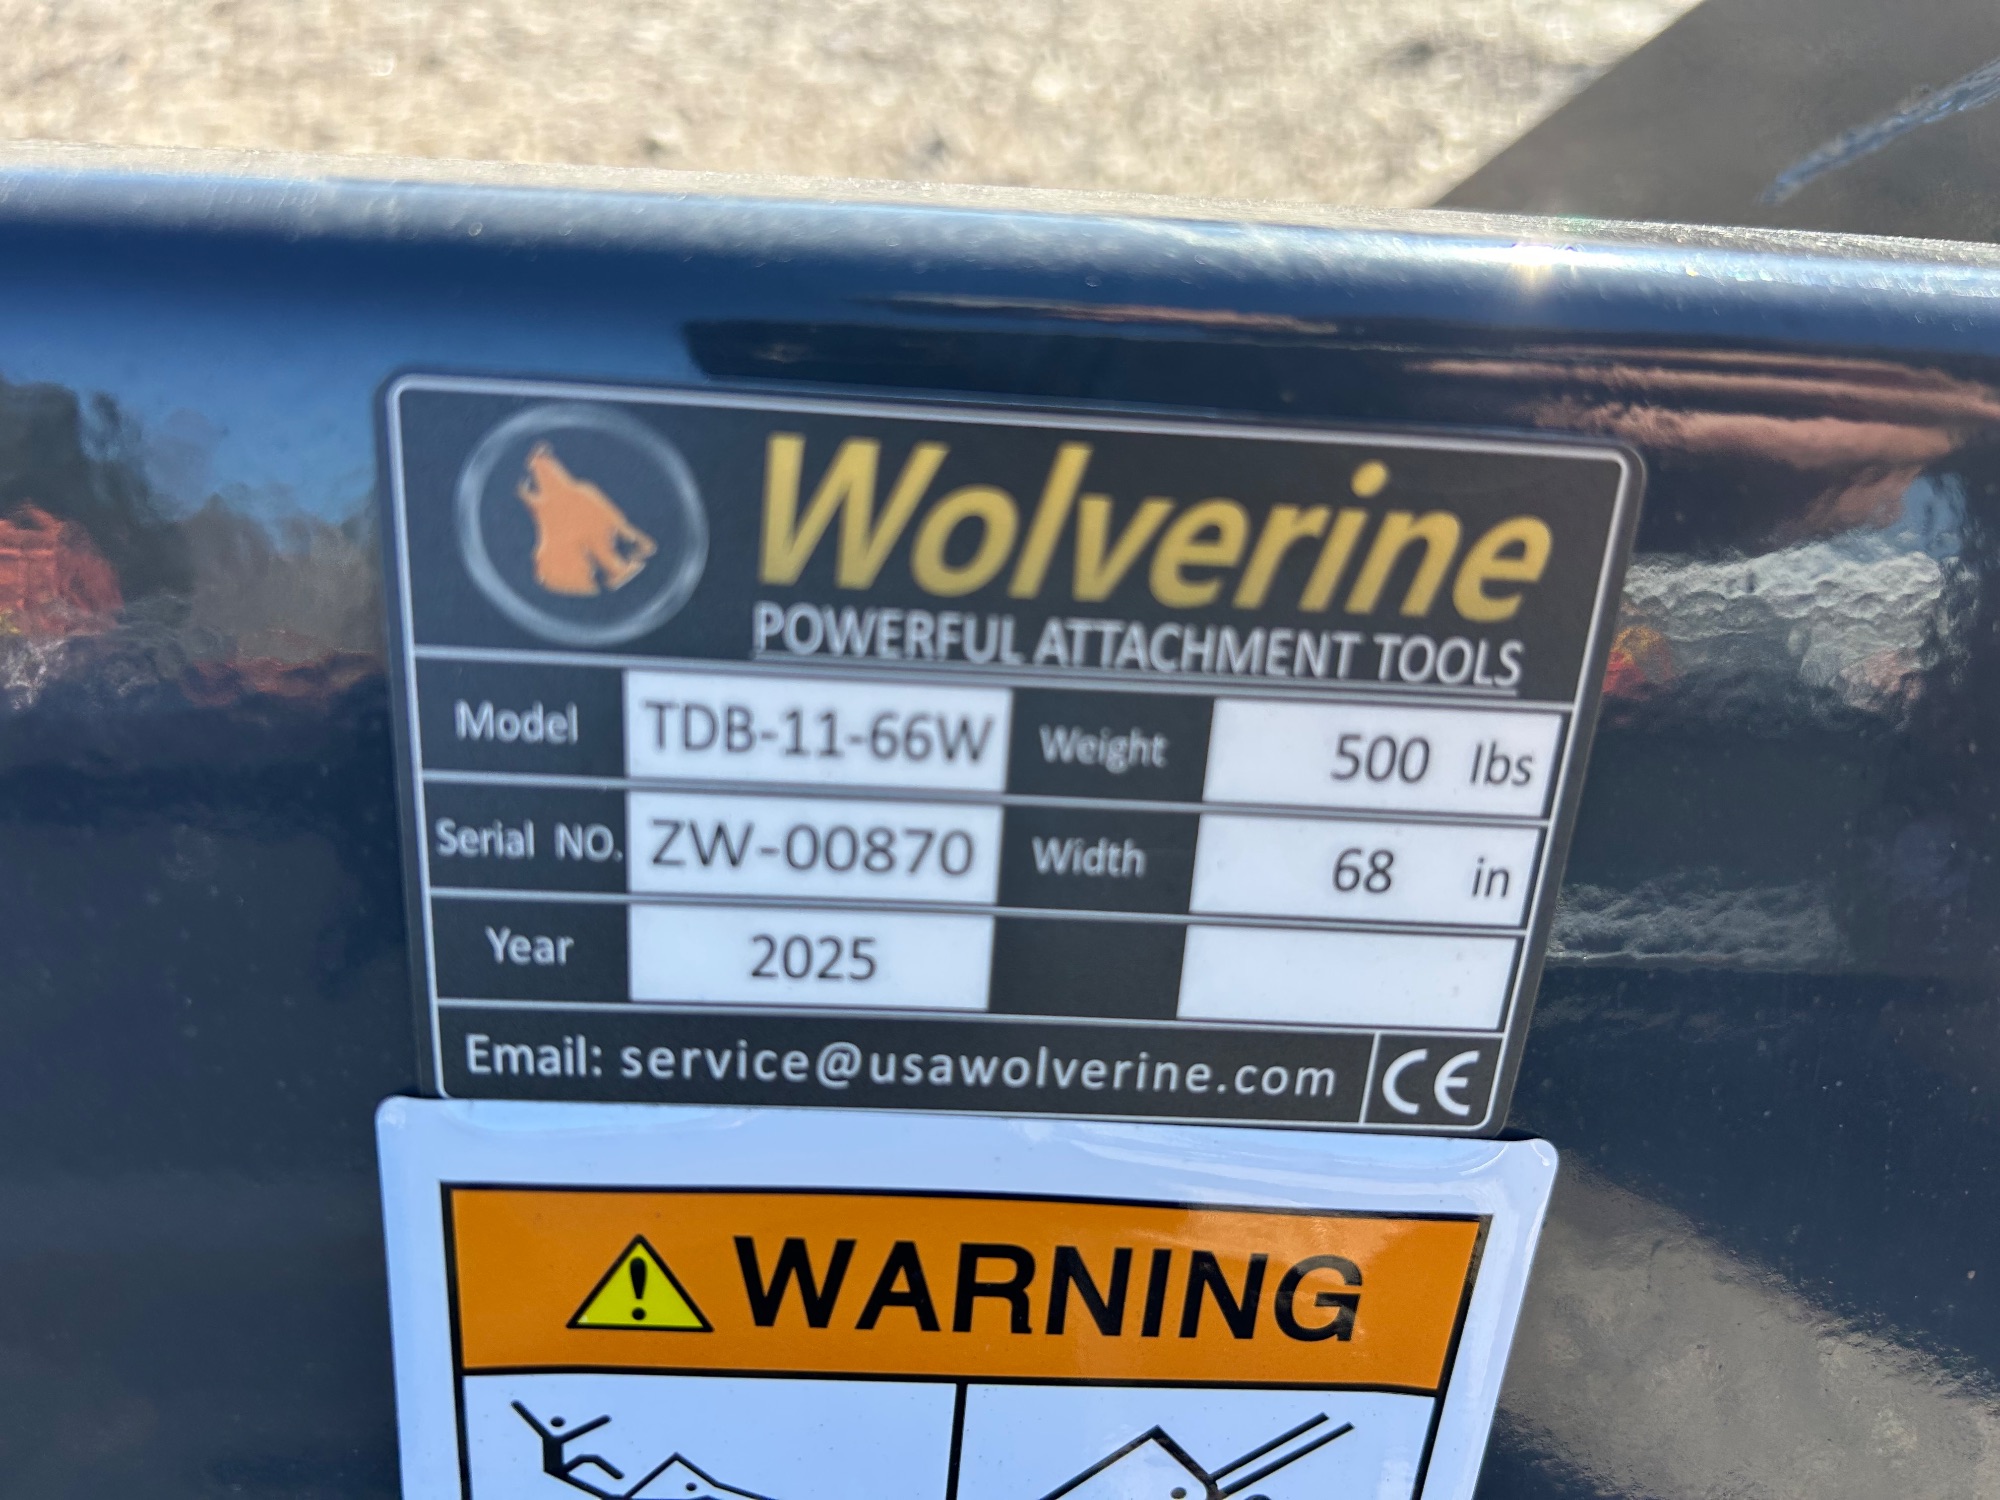 Wolverine
POWERFUL ATTACHMENT TOOLS
Model TDB-11-66W Weight 500 lbs
Serial NO. ZW-00870 Width 68 in
Year 2025
Email: service@usawolverine.com CE
WARNING